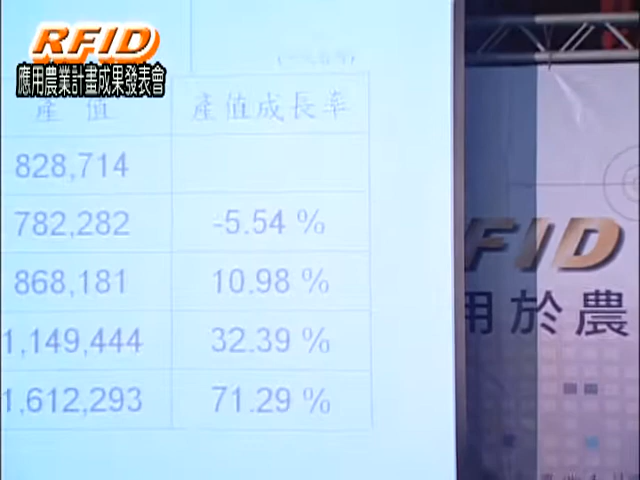 RFID
應用農業計畫成果發表會
產 值 產值成長率
828,714
782,282 -5.54 %
868,181 10.98 %
1,149,444 32.39 %
1,612,293 71.29 %
RFID
用於農